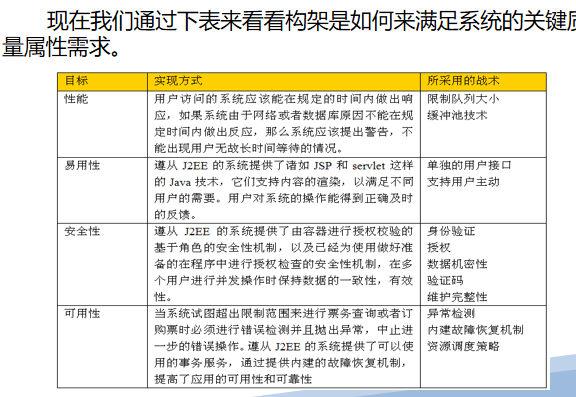 现在我们通过下表来看看构架是如何来满足系统的关键质
量属性需求。
目标 实现方式 所采用的战术
性能 用户访问的系统应该能在规定的时间内做出响 限制队列大小
应，如果系统由于网络或者数据库原因不能在规 缓冲池技术
定时间内做出反应，那么系统应该提出警告，不
能出现用户无故长时间等待的情况。
易用性 遵从 J2EE 的系统提供了诸如 JSP 和 servlet 这样 单独的用户接口
的 Java 技术，它们支持内容的渲染，以满足不同 支持用户主动
用户的需要。用户对系统的操作能得到正确及时
的反馈。
安全性 遵从 J2EE 的系统提供了由容器进行授权校验的 身份验证
基于角色的安全性机制，以及已经为使用做好准 授权
备的在程序中进行授权检查的安全性机制，在多 数据机密性
个用户进行并发操作时保持数据的一致性，有效 验证码
性。 维护完整性
可用性 当系统试图超出限制范围来进行票务查询或者订 异常检测
购票时必须进行错误检测并且抛出异常，中止进 内建故障恢复机制
一步的错误操作。遵从 J2EE 的系统提供了可以使 资源调度策略
用的事务服务，通过提供内建的故障恢复机制，
提高了应用的可用性和可靠性